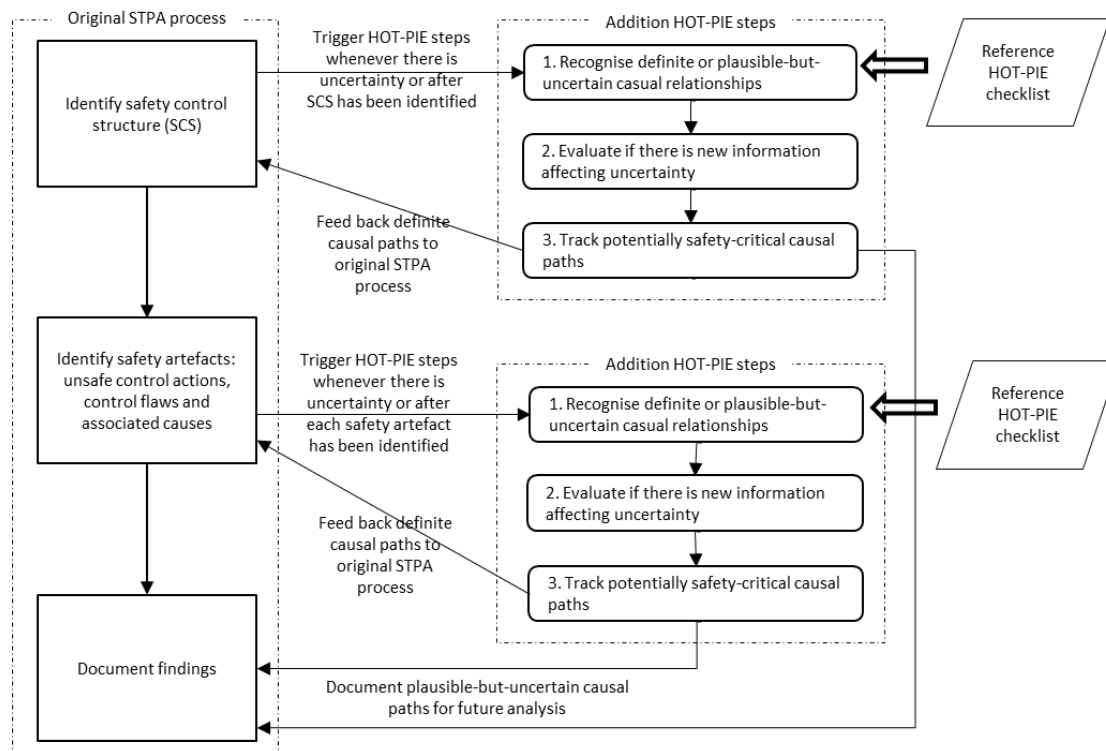 Original STPA process
Addition HOT-PIE steps
Trigger HOT-PIE steps
whenever there is
uncertainty or after
SCS has been identified
1. Recognise definite or plausible-but-
uncertain casual relationships
Reference
HOT-PIE
checklist
Identify safety control
structure (SCS)
2. Evaluate if there is new information
affecting uncertainty
Feed back definite
causal paths to
original STPA
process
3. Track potentially safety-critical causal
paths
Identify safety artefacts:
unsafe control actions,
control flaws and
associated causes
Trigger HOT-PIE steps
whenever there is
uncertainty or after
each safety artefact
has been identified
Addition HOT-PIE steps
1. Recognise definite or plausible-but-
uncertain casual relationships
Reference
HOT-PIE
checklist
2. Evaluate if there is new information
affecting uncertainty
Feed back definite
causal paths to
original STPA
process
3. Track potentially safety-critical causal
paths
Document findings
Document plausible-but-uncertain causal
paths for future analysis